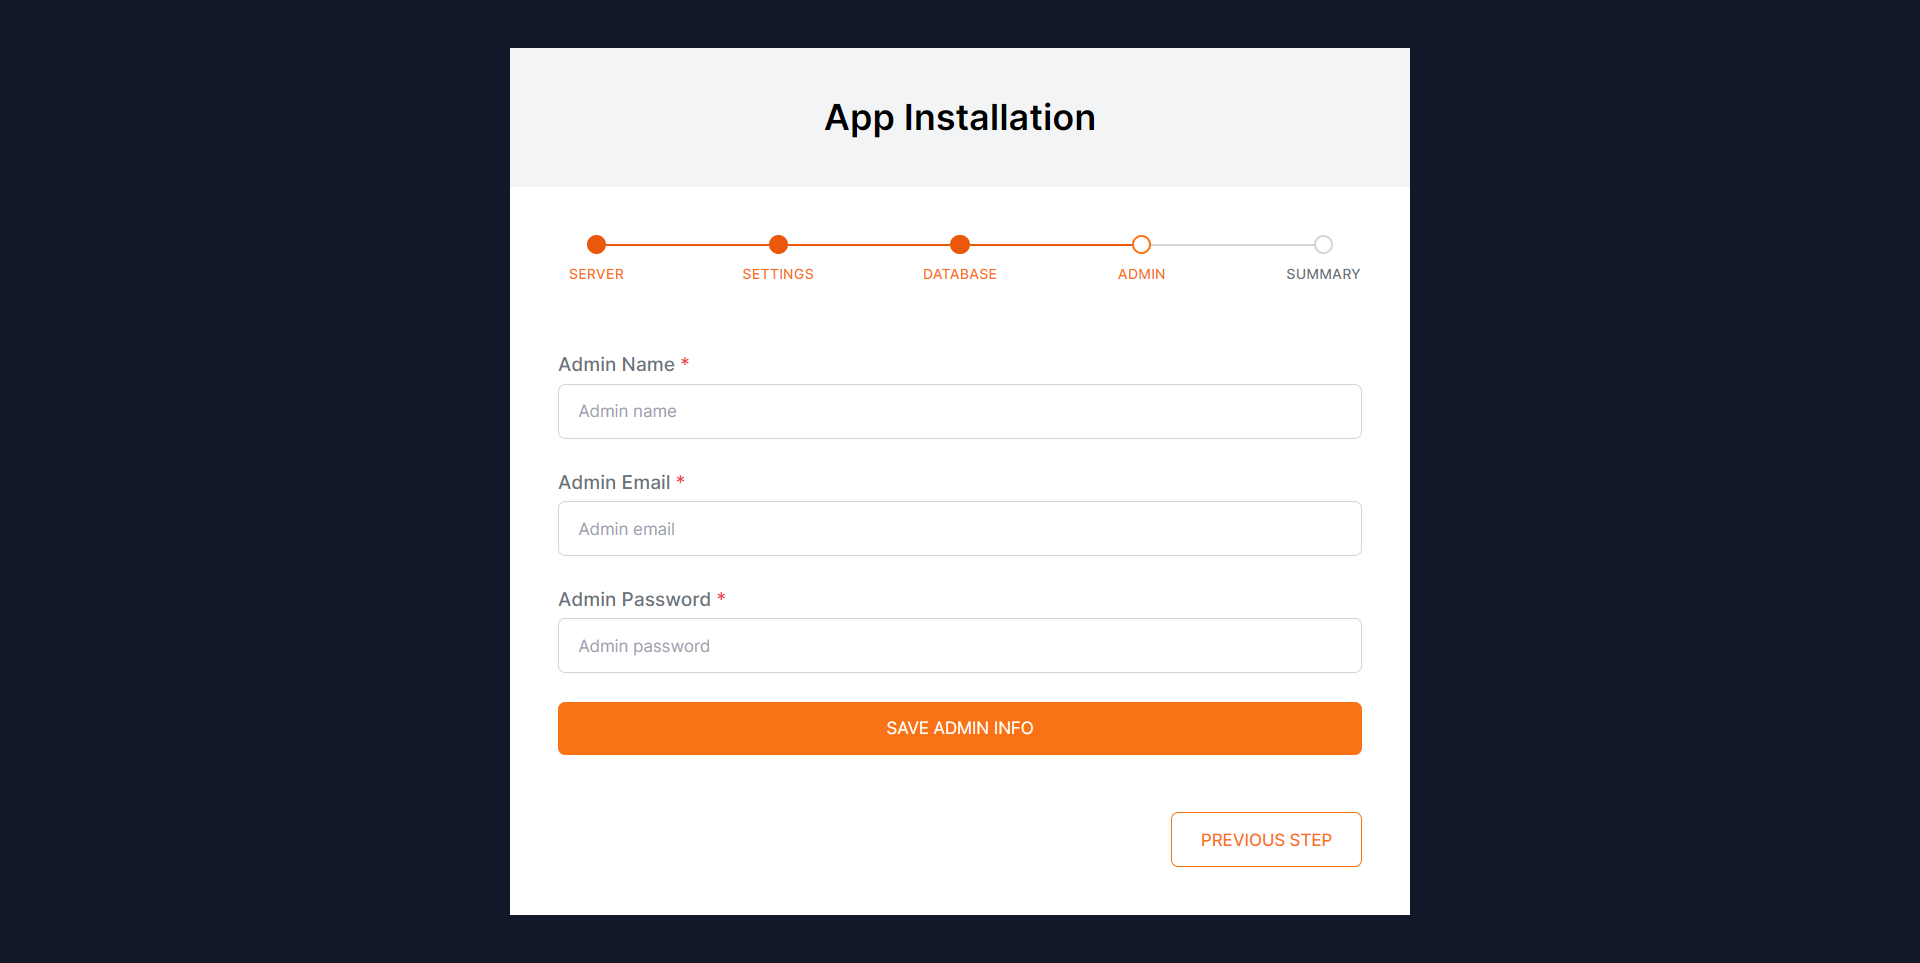 App Installation
SERVER SETTINGS DATABASE ADMIN SUMMARY
Admin Name *
Admin name
Admin Email *
Admin email
Admin Password *
Admin password
SAVE ADMIN INFO
PREVIOUS STEP